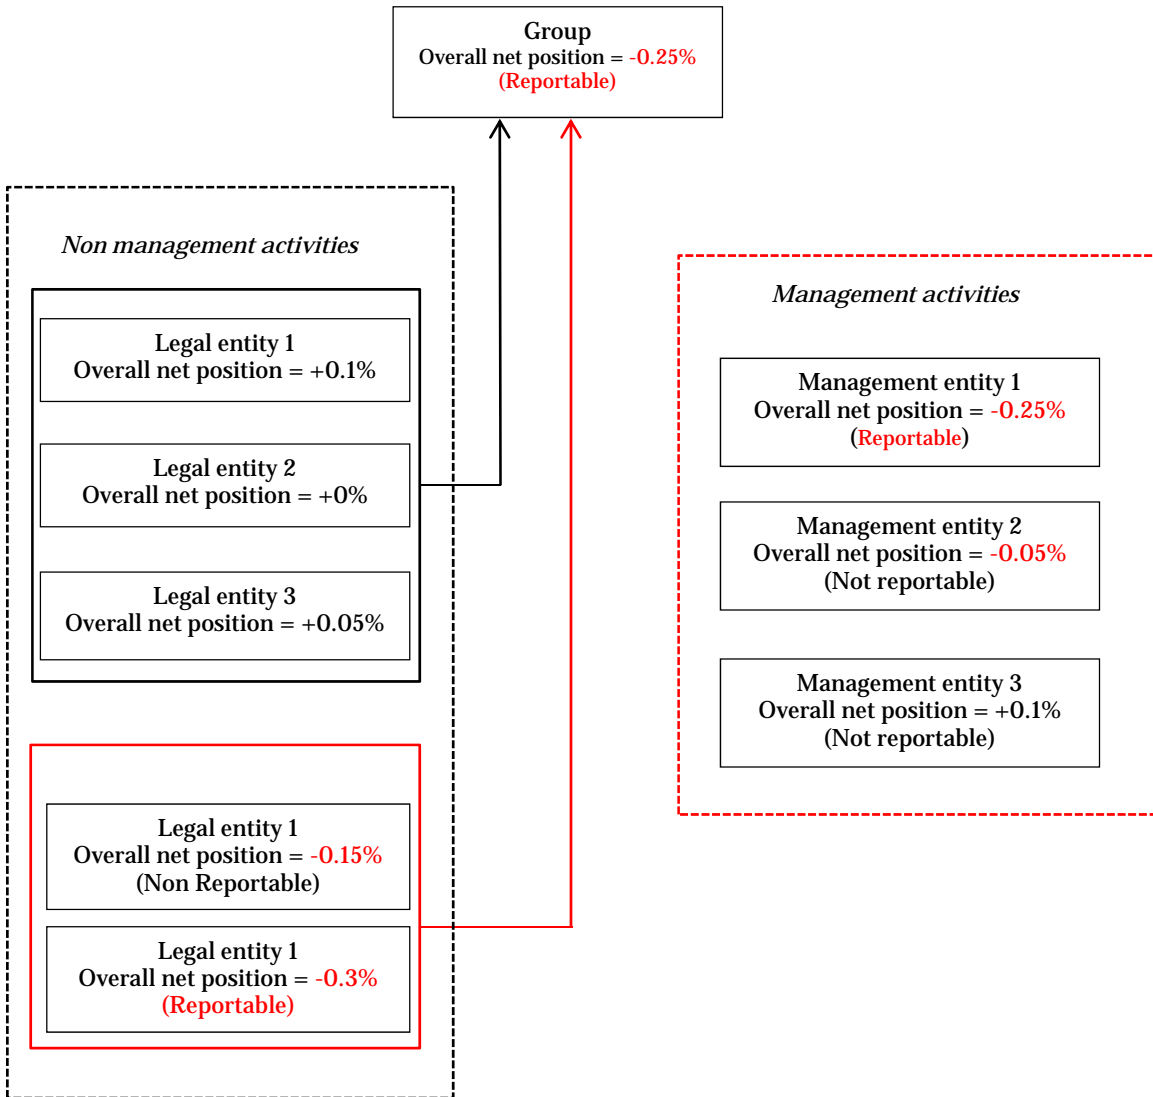 Group
Overall net position = -0.25%
(Reportable)
Non management activities
Legal entity 1
Overall net position = +0.1%
Legal entity 2
Overall net position = +0%
Legal entity 3
Overall net position = +0.05%
Legal entity 1
Overall net position = -0.15%
(Non Reportable)
Legal entity 1
Overall net position = -0.3%
(Reportable)
Management activities
Management entity 1
Overall net position = -0.25%
(Reportable)
Management entity 2
Overall net position = -0.05%
(Not reportable)
Management entity 3
Overall net position = +0.1%
(Not reportable)